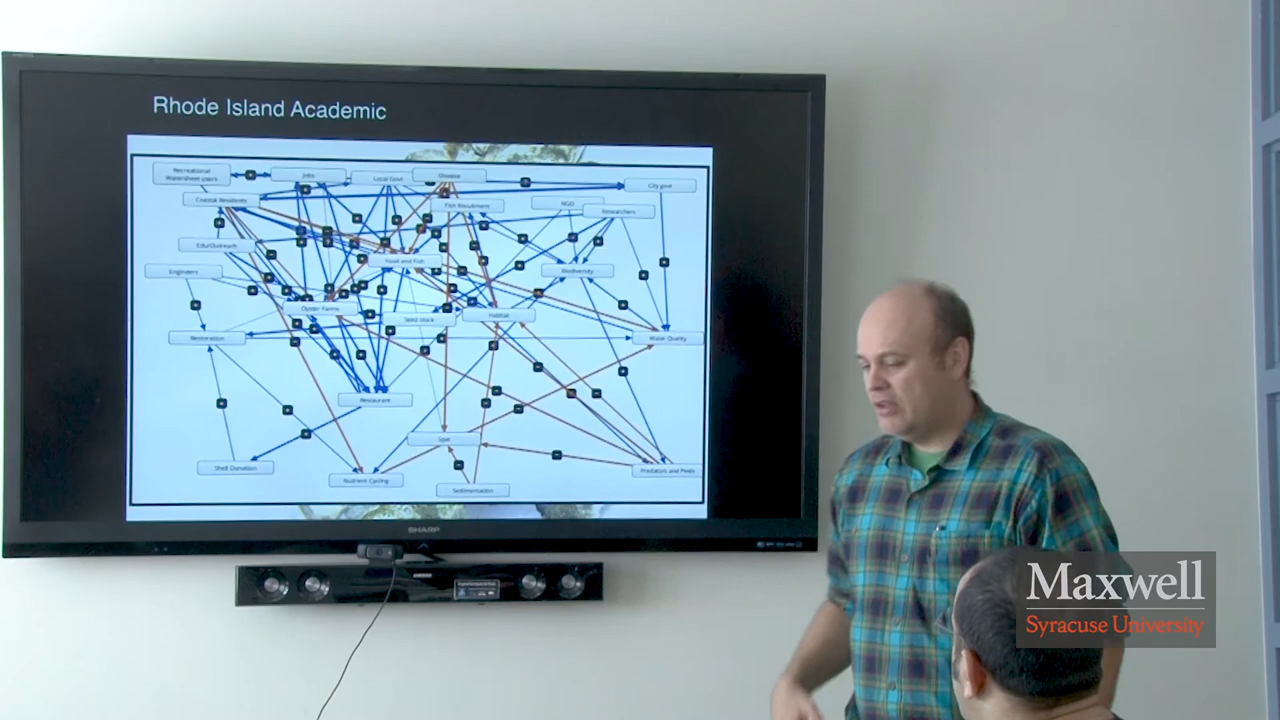 Rhode Island Academic
Recreational
Watershed users
Jobs
Local Govt
Disease
City govt
Coastal Residents
Fish Recuitment
NGO
Researchers
Edu/Outreach
Food and Fish
Engineers
Biodiversity
Oyster Farms
Seed stock
Habitat
Restoration
Water Quality
Restaurant
Spat
Shell Donation
Predators and Pests
Nutrient Cycling
Sedimentation
SHARP
Maxwell
Syracuse University